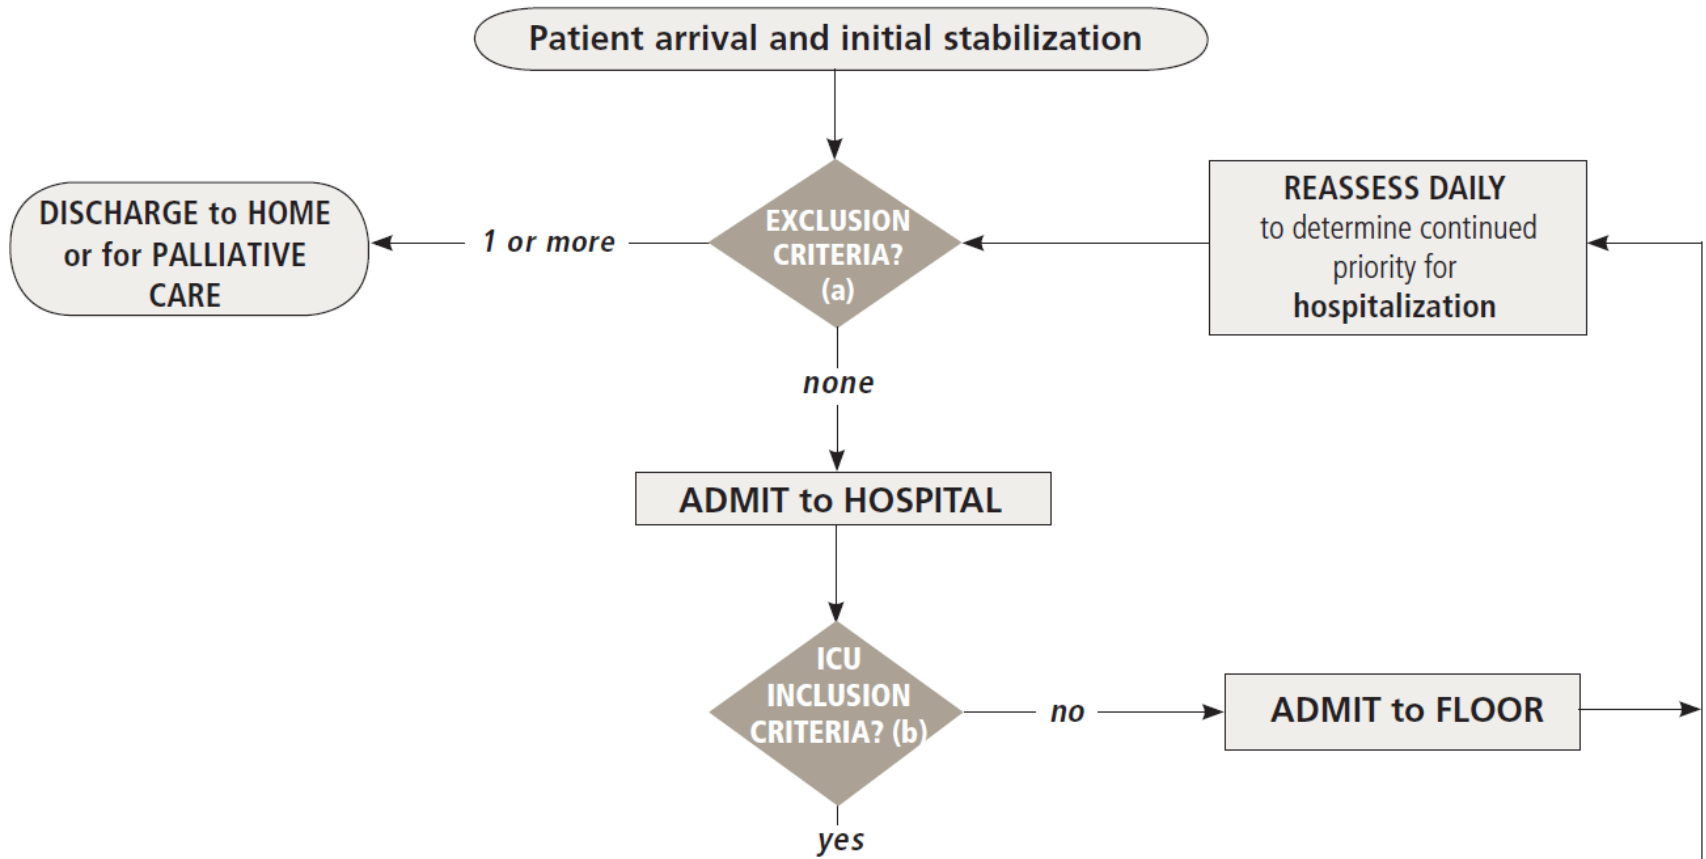 Patient arrival and initial stabilization
EXCLUSION
CRITERIA?
(a)
1 or more
DISCHARGE to HOME
or for PALLIATIVE
CARE
REASSESS DAILY
to determine continued
priority for
hospitalization
none
ADMIT to HOSPITAL
ICU
INCLUSION
CRITERIA? (b)
no
ADMIT to FLOOR
yes